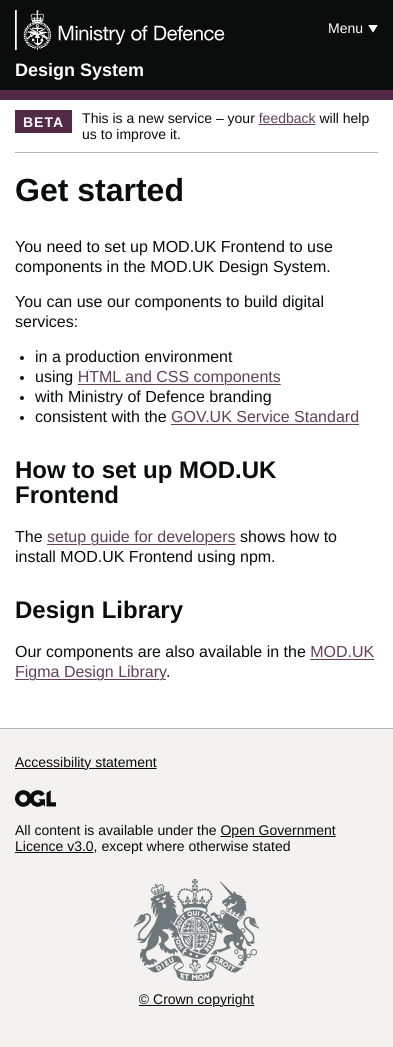 Ministry of Defence
Menu
Design System
BETA
This is a new service – your feedback will help
us to improve it.
Get started
You need to set up MOD.UK Frontend to use
components in the MOD.UK Design System.
You can use our components to build digital
services:
in a production environment
using HTML and CSS components
with Ministry of Defence branding
consistent with the GOV.UK Service Standard
How to set up MOD.UK
Frontend
The setup guide for developers shows how to
install MOD.UK Frontend using npm.
Design Library
Our components are also available in the MOD.UK
Figma Design Library.
Accessibility statement
OGL
All content is available under the Open Government
Licence v3.0, except where otherwise stated
DIEU ET MON DROIT
© Crown copyright